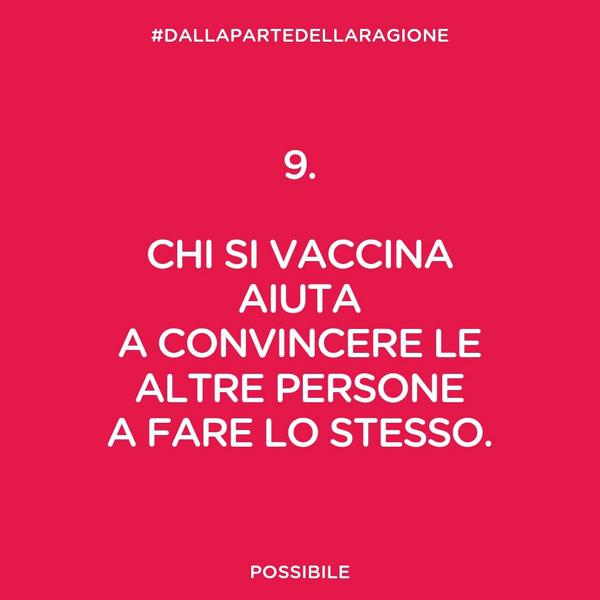 #DALLAPARTEDELLARAGIONE
9.
CHI SI VACCINA
AIUTA
A CONVINCERE LE
ALTRE PERSONE
A FARE LO STESSO.
POSSIBILE